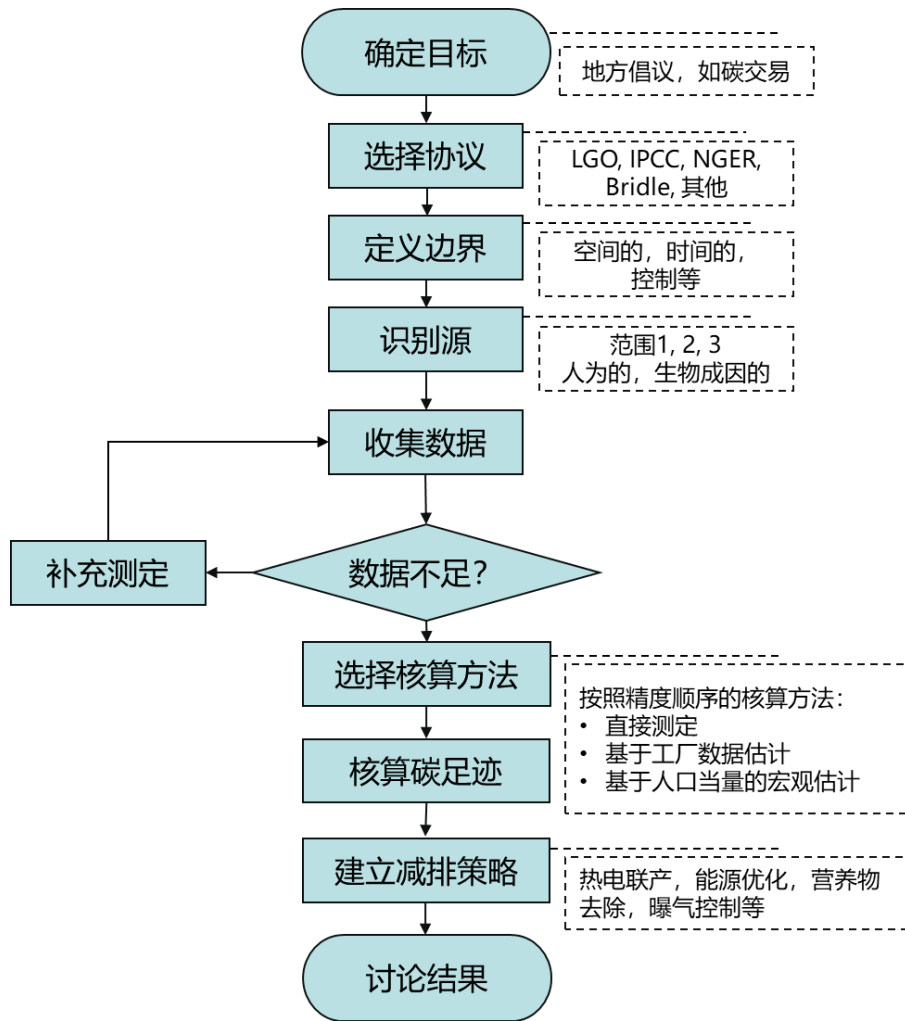 确定目标
地方倡议，如碳交易
选择协议
LGO, IPCC, NGER,
Bridle, 其他
定义边界
空间的，时间的，
控制等
识别源
范围1, 2, 3
人为的，生物成因的
收集数据
补充测定
数据不足？
选择核算方法
按照精度顺序的核算方法：
• 直接测定
• 基于工厂数据估计
• 基于人口当量的宏观估计
核算碳足迹
建立减排策略
热电联产，能源优化，营养物
去除，曝气控制等
讨论结果